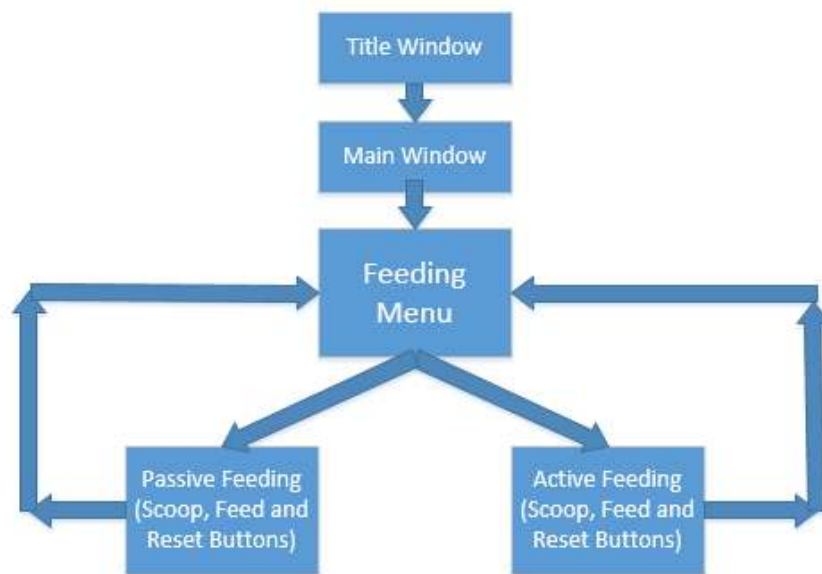 Title Window
Main Window
Feeding
Menu
Passive Feeding
(Scoop, Feed and
Reset Buttons)
Active Feeding
(Scoop, Feed and
Reset Buttons)